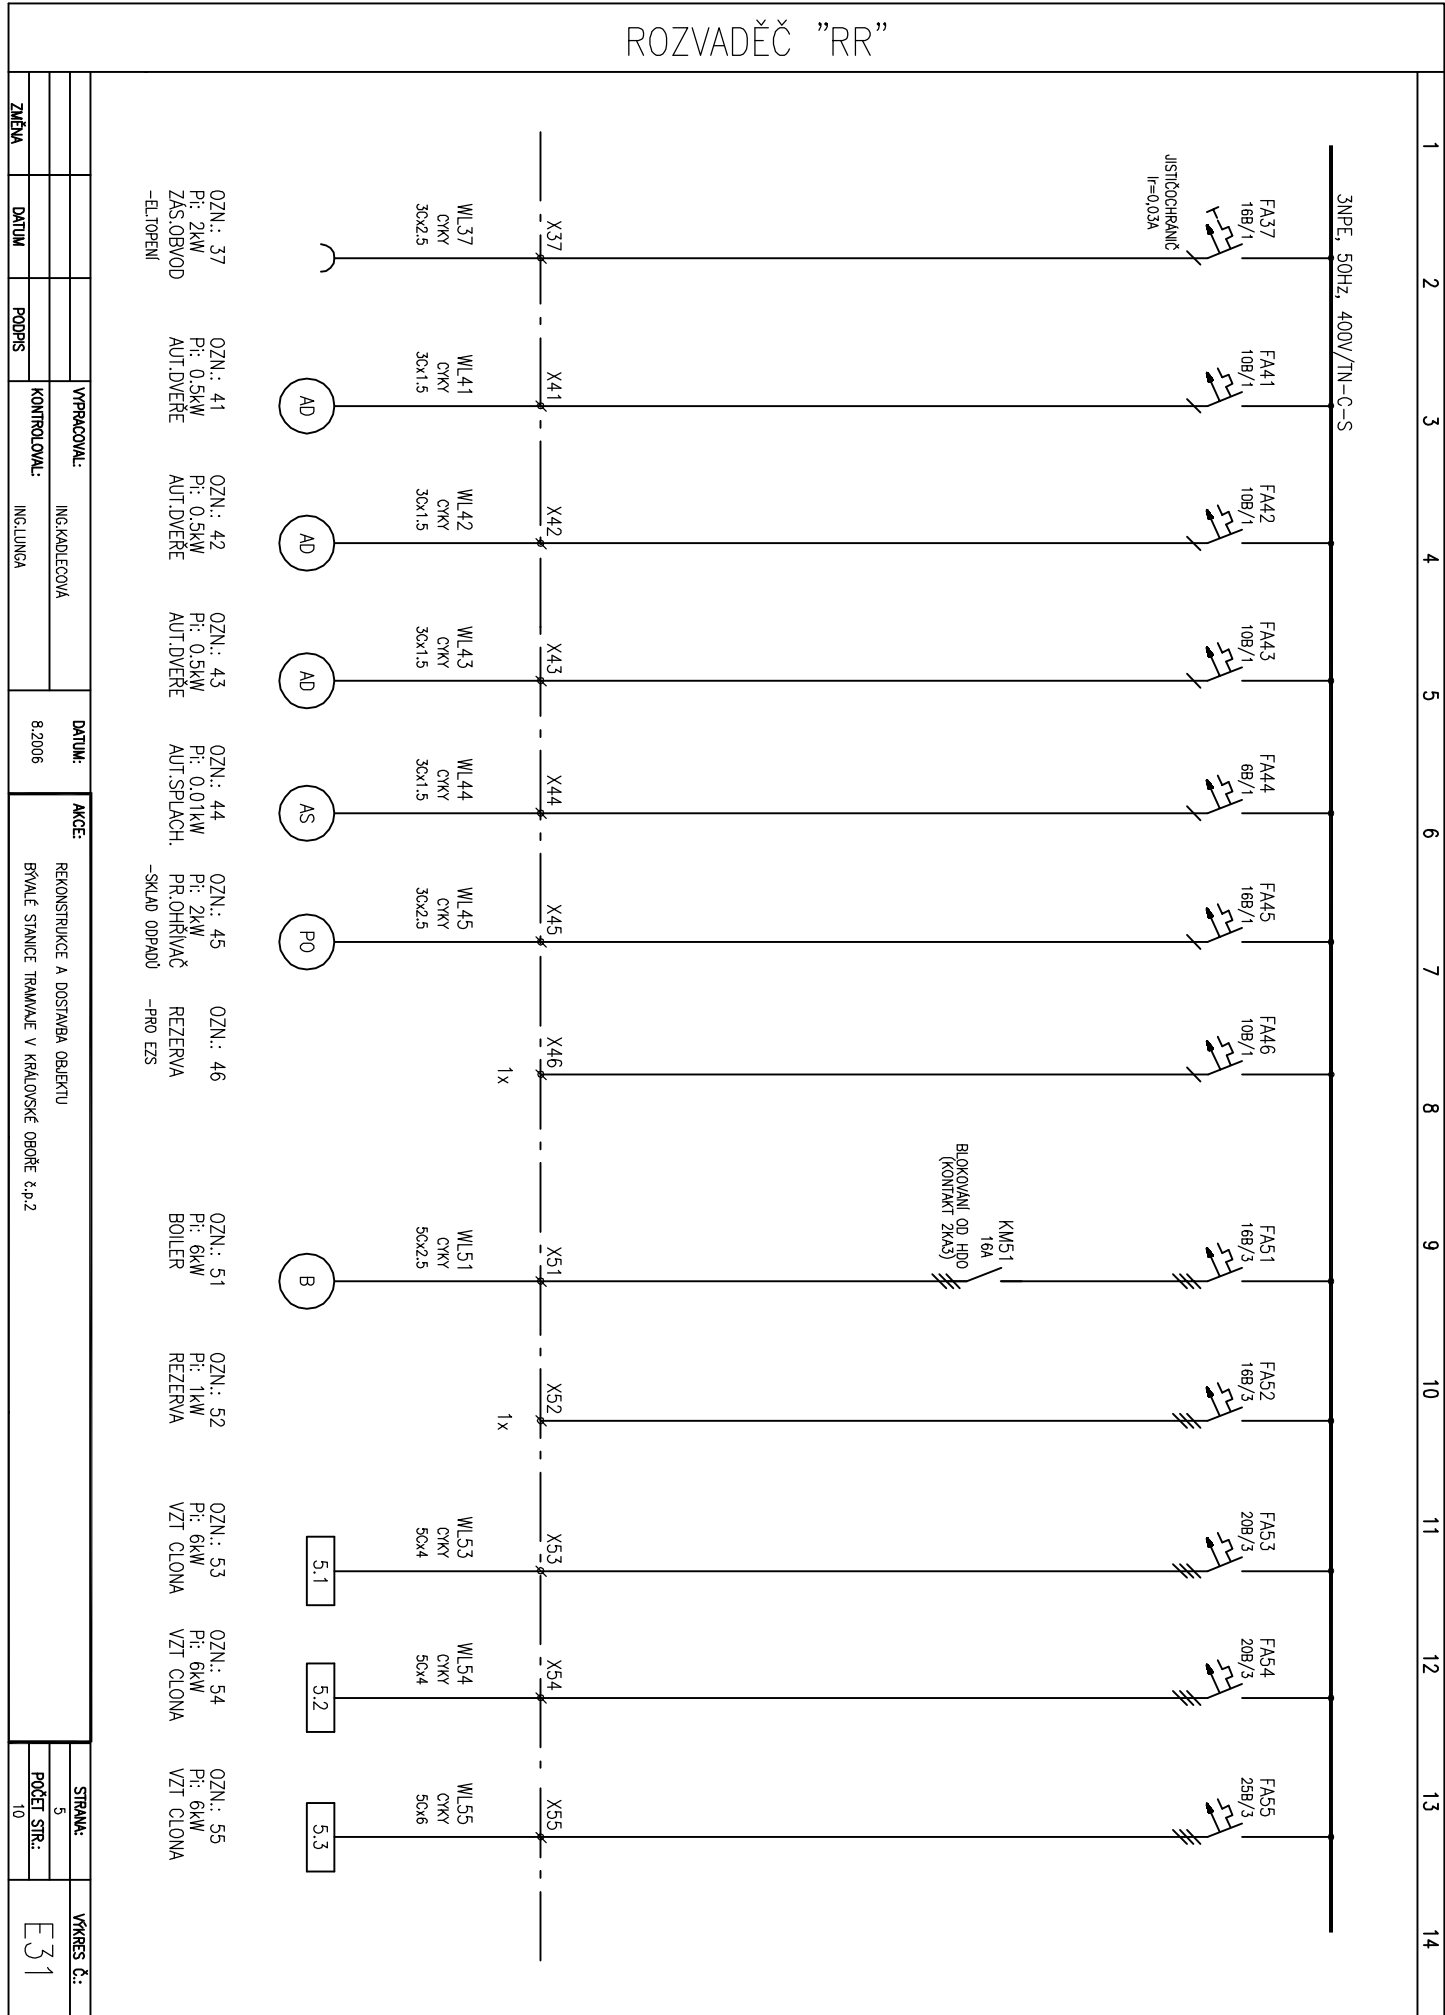 ROZVADĚČ "RR"
1
2
3
4
5
6
7
8
9
10
11
12
13
14
3NPE, 50Hz, 400V/TN-C-S
FA37
16B/1
JISTIČOCHRÁNIČ
Ir=0,03A
FA41
10B/1
FA42
10B/1
FA43
10B/1
FA44
6B/1
FA45
16B/1
FA46
10B/1
FA51
16B/3
FA52
16B/3
FA53
20B/3
FA54
20B/3
FA55
25B/3
KM51
16A
BLOKOVÁNÍ OD HDO
(KONTAKT 2KA3)
X37
X41
X42
X43
X44
X45
X46
X51
X52
X53
X54
X55
1x
1x
WL37
CYKY
3Cx2.5
WL41
CYKY
3Cx1.5
WL42
CYKY
3Cx1.5
WL43
CYKY
3Cx1.5
WL44
CYKY
3Cx1.5
WL45
CYKY
3Cx2.5
WL51
CYKY
5Cx2.5
WL53
CYKY
5Cx4
WL54
CYKY
5Cx4
WL55
CYKY
5Cx6
AD
AD
AD
AS
PO
B
5.1
5.2
5.3
OZN.: 37
Pi: 2kW
ZÁS.OBVOD
-EL.TOPENÍ
OZN.: 41
Pi: 0.5kW
AUT.DVEŘE
OZN.: 42
Pi: 0.5kW
AUT.DVEŘE
OZN.: 43
Pi: 0.5kW
AUT.DVEŘE
OZN.: 44
Pi: 0.01kW
AUT.SPLACH.
OZN.: 45
Pi: 2kW
PR.OHŘÍVAČ
-SKLAD ODPADŮ
OZN.: 46
REZERVA
-PRO EZS
OZN.: 51
Pi: 6kW
BOILER
OZN.: 52
Pi: 1kW
REZERVA
OZN.: 53
Pi: 6kW
VZT CLONA
OZN.: 54
Pi: 6kW
VZT CLONA
OZN.: 55
Pi: 6kW
VZT CLONA
ZMĚNA
DATUM
PODPIS
VYPRACOVAL:
ING.KADLECOVÁ
KONTROLOVAL:
ING.LUNGA
DATUM:
8.2006
AKCE:
REKONSTRUKCE A DOSTAVBA OBJEKTU
BÝVALÉ STANICE TRAMVAJE V KRÁLOVSKÉ OBOŘE č.p.2
STRANA:
5
POČET STR.:
10
VÝKRES Č.:
E31